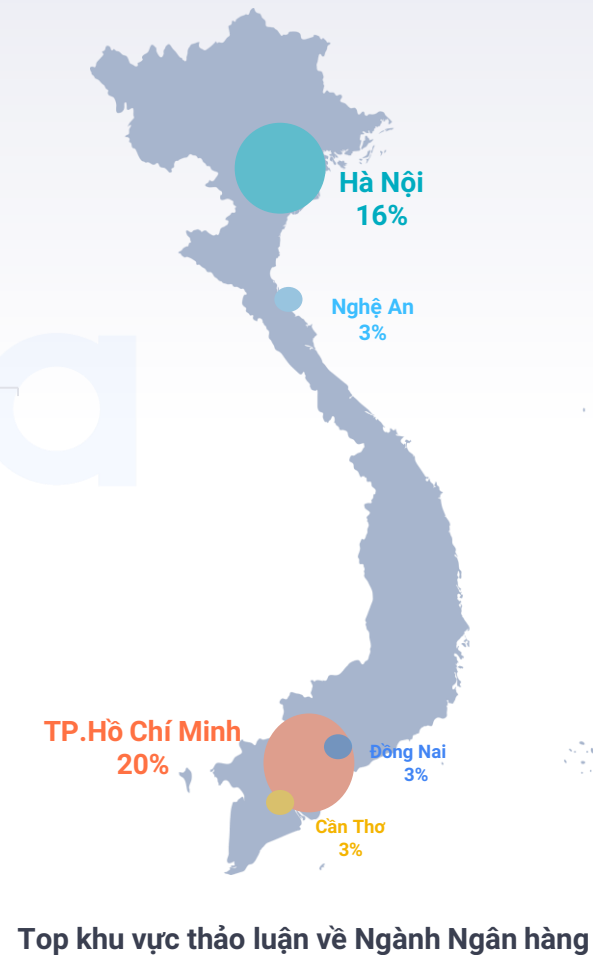 Hà Nội
16%
Nghệ An
3%
TP.Hồ Chí Minh
20%
Đồng Nai
3%
Cần Thơ
3%
Top khu vực thảo luận về Ngành Ngân hàng